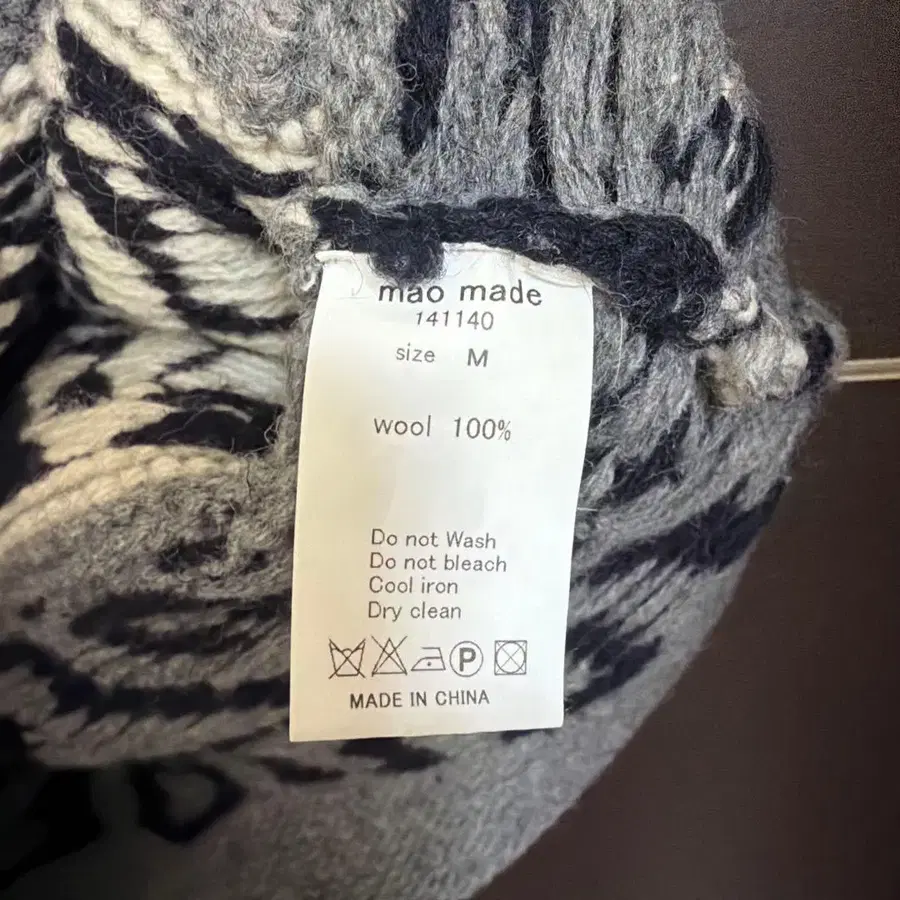 mao made
141140
size M
wool 100%
Do not Wash
Do not bleach
Cool iron
Dry clean
P
MADE IN CHINA